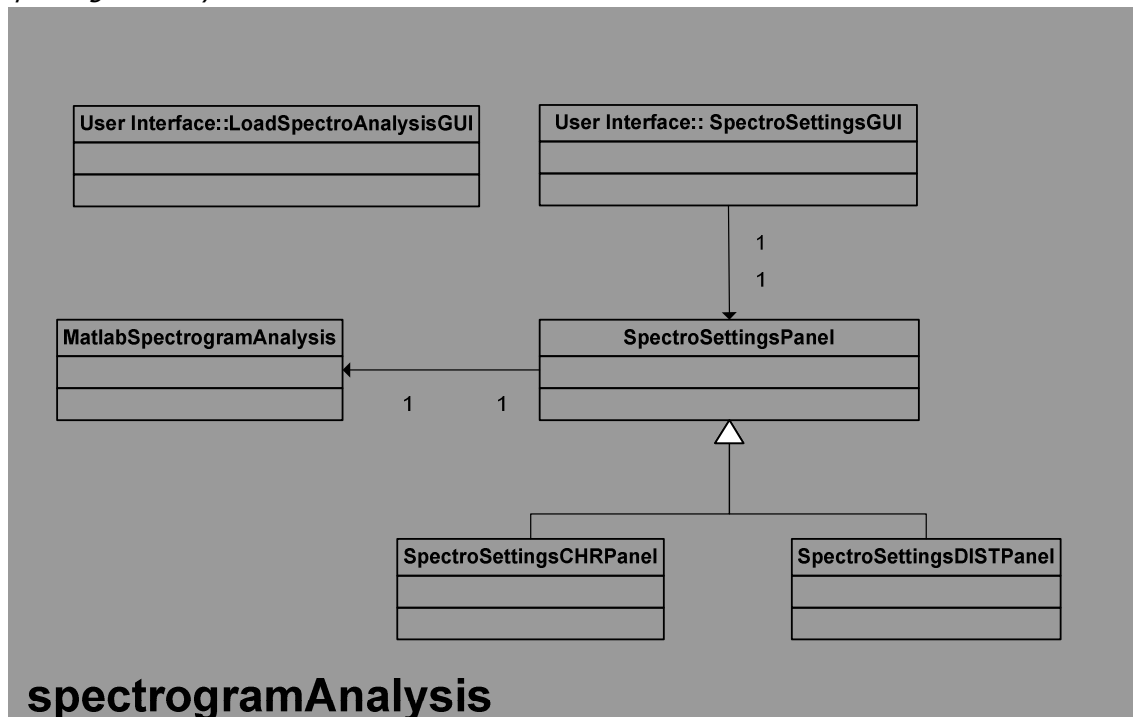 User Interface::LoadSpectroAnalysisGUI
User Interface:: SpectroSettingsGUI
1
1
MatlabSpectrogramAnalysis
SpectroSettingsPanel
1 1
SpectroSettingsCHRPanel
SpectroSettingsDISTPanel
spectrogramAnalysis